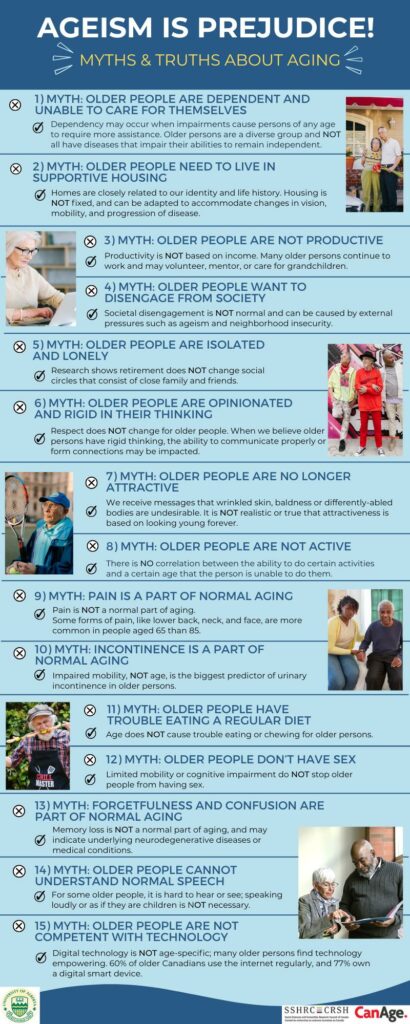 AGEISM IS PREJUDICE!
MYTHS & TRUTHS ABOUT AGING
1) MYTH: OLDER PEOPLE ARE DEPENDENT AND
UNABLE TO CARE FOR THEMSELVES
Dependency may occur when impairments cause persons of any age
to require more assistance. Older persons are a diverse group and NOT
all have diseases that impair their abilities to remain independent.
2) MYTH: OLDER PEOPLE NEED TO LIVE IN
SUPPORTIVE HOUSING
Homes are closely related to our identity and life history. Housing is
NOT fixed, and can be adapted to accommodate changes in vision,
mobility, and progression of disease.
3) MYTH: OLDER PEOPLE ARE NOT PRODUCTIVE
Productivity is NOT based on income. Many older persons continue to
work and may volunteer, mentor, or care for grandchildren.
4) MYTH: OLDER PEOPLE WANT TO
DISENGAGE FROM SOCIETY
Societal disengagement is NOT normal and can be caused by external
pressures such as ageism and neighborhood insecurity.
5) MYTH: OLDER PEOPLE ARE ISOLATED
AND LONELY
Research shows retirement does NOT change social
circles that consist of close family and friends.
6) MYTH: OLDER PEOPLE ARE OPINIONATED
AND RIGID IN THEIR THINKING
Respect does NOT change for older people. When we believe older
persons have rigid thinking, the ability to communicate properly or
form connections may be impacted.
7) MYTH: OLDER PEOPLE ARE NO LONGER
ATTRACTIVE
We receive messages that wrinkled skin, baldness or differently-abled
bodies are undesirable. It is NOT realistic or true that attractiveness is
based on looking young forever.
8) MYTH: OLDER PEOPLE ARE NOT ACTIVE
There is NO correlation between the ability to do certain activities
and a certain age that the person is unable to do them.
9) MYTH: PAIN IS A PART OF NORMAL AGING
Pain is NOT a normal part of aging.
Some forms of pain, like lower back, neck, and face, are more
common in people aged 65 than 85.
10) MYTH: INCONTINENCE IS A PART OF
NORMAL AGING
Impaired mobility, NOT age, is the biggest predictor of urinary
incontinence in older persons.
11) MYTH: OLDER PEOPLE HAVE
TROUBLE EATING A REGULAR DIET
Age does NOT cause trouble eating or chewing for older persons.
GRILL
MASTER
12) MYTH: OLDER PEOPLE DON'T HAVE SEX
Limited mobility or cognitive impairment do NOT stop older
people from having sex.
13) MYTH: FORGETFULNESS AND CONFUSION ARE
PART OF NORMAL AGING
Memory loss is NOT a normal part of aging, and may
indicate underlying neurodegenerative diseases or
medical conditions.
14) MYTH: OLDER PEOPLE CANNOT
UNDERSTAND NORMAL SPEECH
For some older people, it is hard to hear or see; speaking
loudly or as if they are children is NOT necessary.
15) MYTH: OLDER PEOPLE ARE NOT
COMPETENT WITH TECHNOLOGY
Digital technology is NOT age-specific; many older persons find technology
empowering. 60% of older Canadians use the internet regularly, and 77% own
a digital smart device.
UNIVERSITY OF ALBERTA
SSHRC CRSH
CanAge.